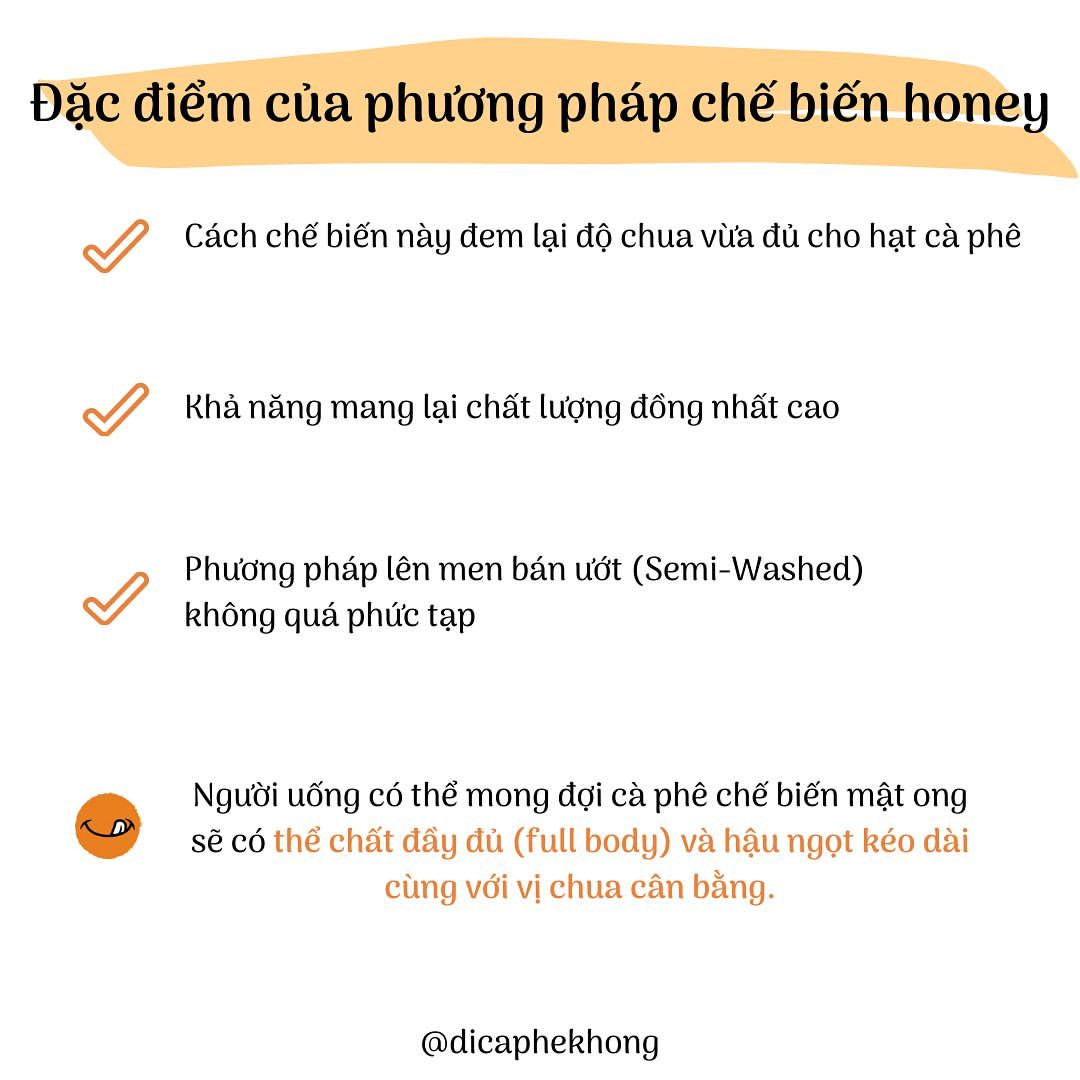 Đặc điểm của phương pháp chế biến honey
Cách chế biến này đem lại độ chua vừa đủ cho hạt cà phê
Khả năng mang lại chất lượng đồng nhất cao
Phương pháp lên men bán ướt (Semi-Washed)
không quá phức tạp
Người uống có thể mong đợi cà phê chế biến mật ong
sẽ có thể chất đầy đủ (full body) và hậu ngọt kéo dài
cùng với vị chua cân bằng.
@dicaphekhong